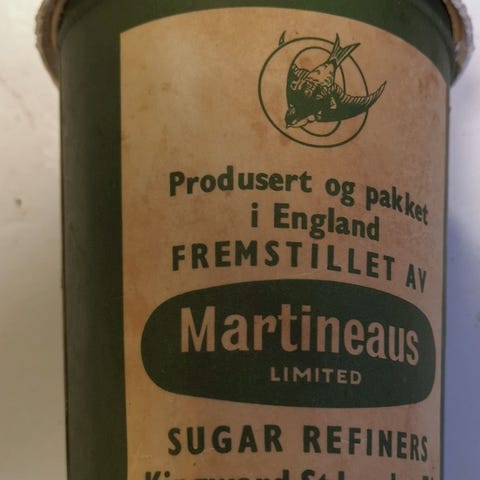 Produsert og pakket
i England
FREMSTILLET AV
Martineaus
LIMITED
SUGAR REFINERS